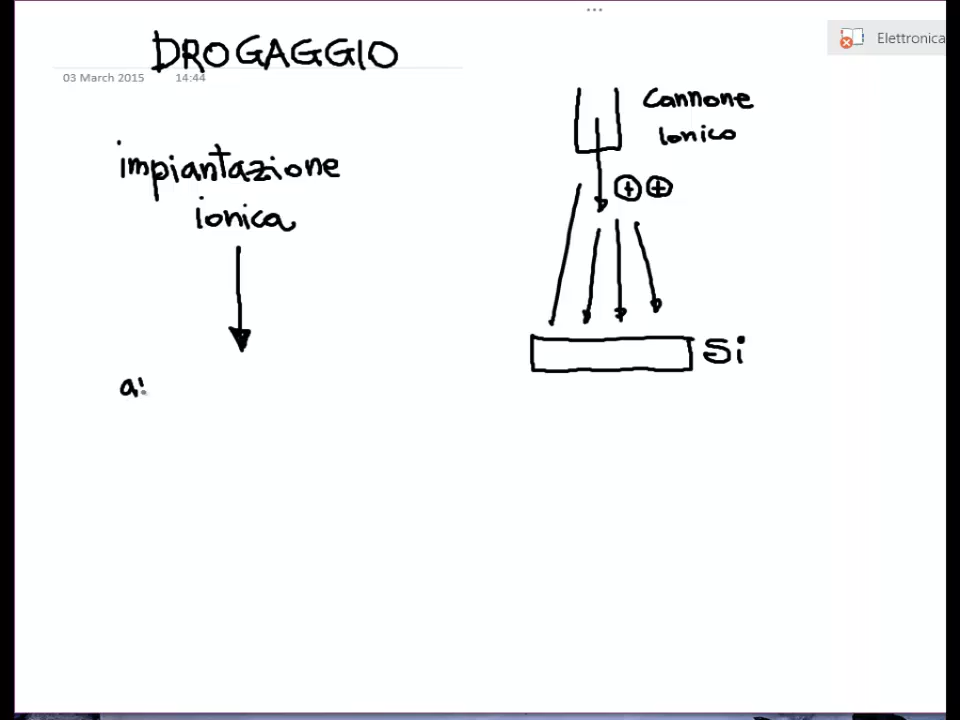 DROGAGGIO
03 March 2015 14:44
Elettronica
impiantazione
ionica
Cannone
Ionico
+ +
Si